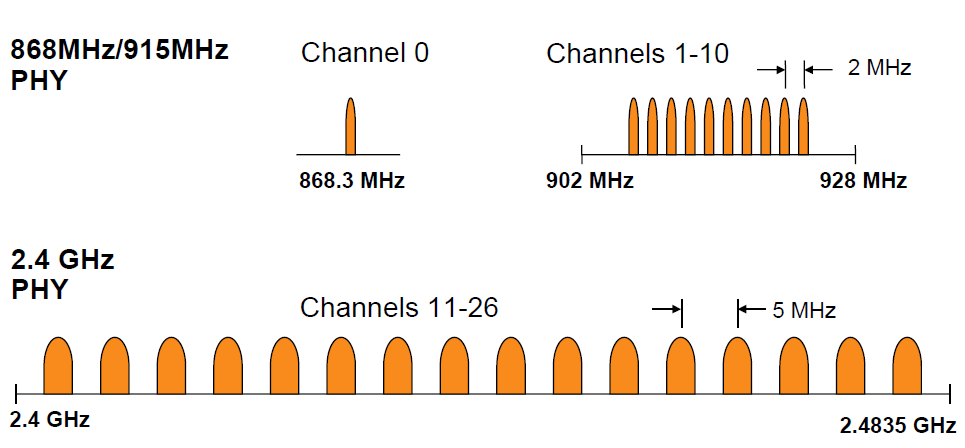 868MHz/915MHz
PHY
Channel 0
Channels 1-10
2 MHz
868.3 MHz
902 MHz
928 MHz
2.4 GHz
PHY
Channels 11-26
5 MHz
2.4 GHz
2.4835 GHz